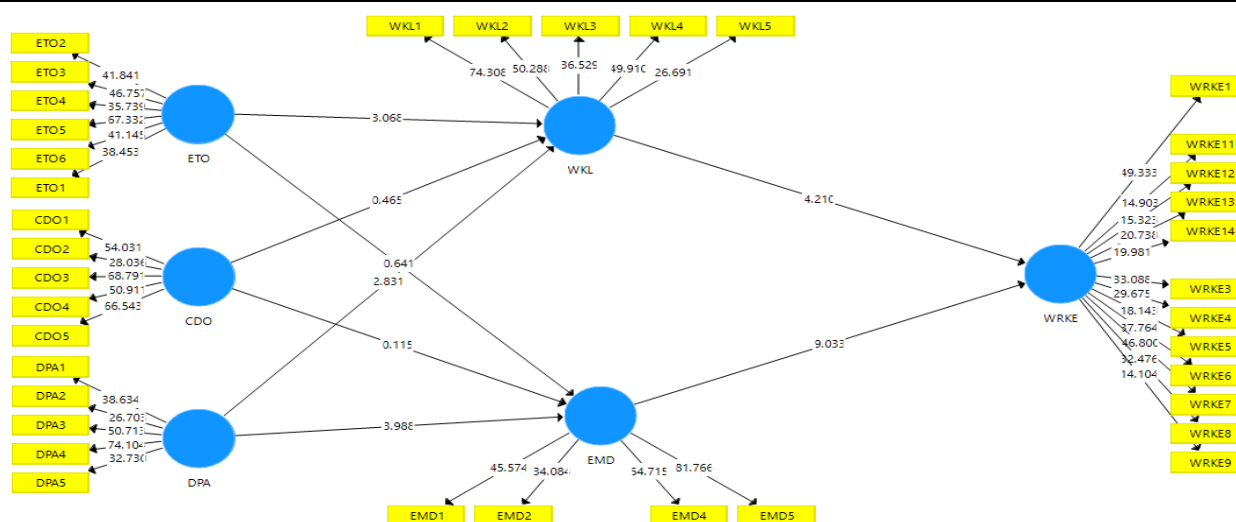 WKL1 WKL2 WKL3 WKL4 WKL5
74.308 50.288 36.529 49.910 26.691
ETO2
ETO3
ETO4
ETO5
ETO6
ETO1
41.841
46.757
35.739
67.332
41.145
38.453
ETO
3.068
WKL
CDO1
CDO2
CDO3
CDO4
CDO5
54.031
28.036
68.791
50.911
66.543
CDO
0.465
0.641
2.831
0.115
DPA1
DPA2
DPA3
DPA4
DPA5
38.634
26.703
50.713
74.104
32.730
DPA
3.988
EMD
45.574 34.084 81.766
EMD1 EMD2 EMD4 EMD5
4.210
9.033
WRKE
49.333
14.903
15.323
20.738
19.981
33.088
29.675
18.143
37.764
46.800
32.476
14.104
WRKE1
WRKE11
WRKE12
WRKE13
WRKE14
WRKE3
WRKE4
WRKE5
WRKE6
WRKE7
WRKE8
WRKE9